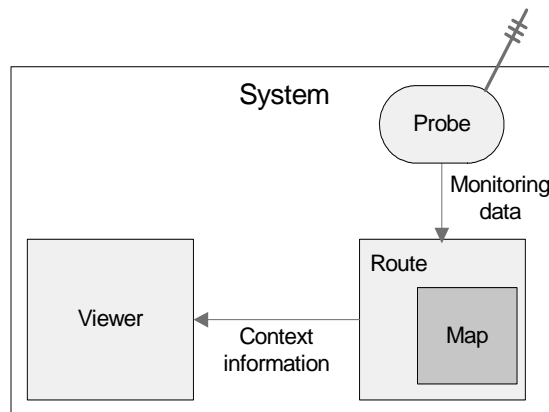 System
Probe
Monitoring
data
Route
Viewer
Map
Context
information